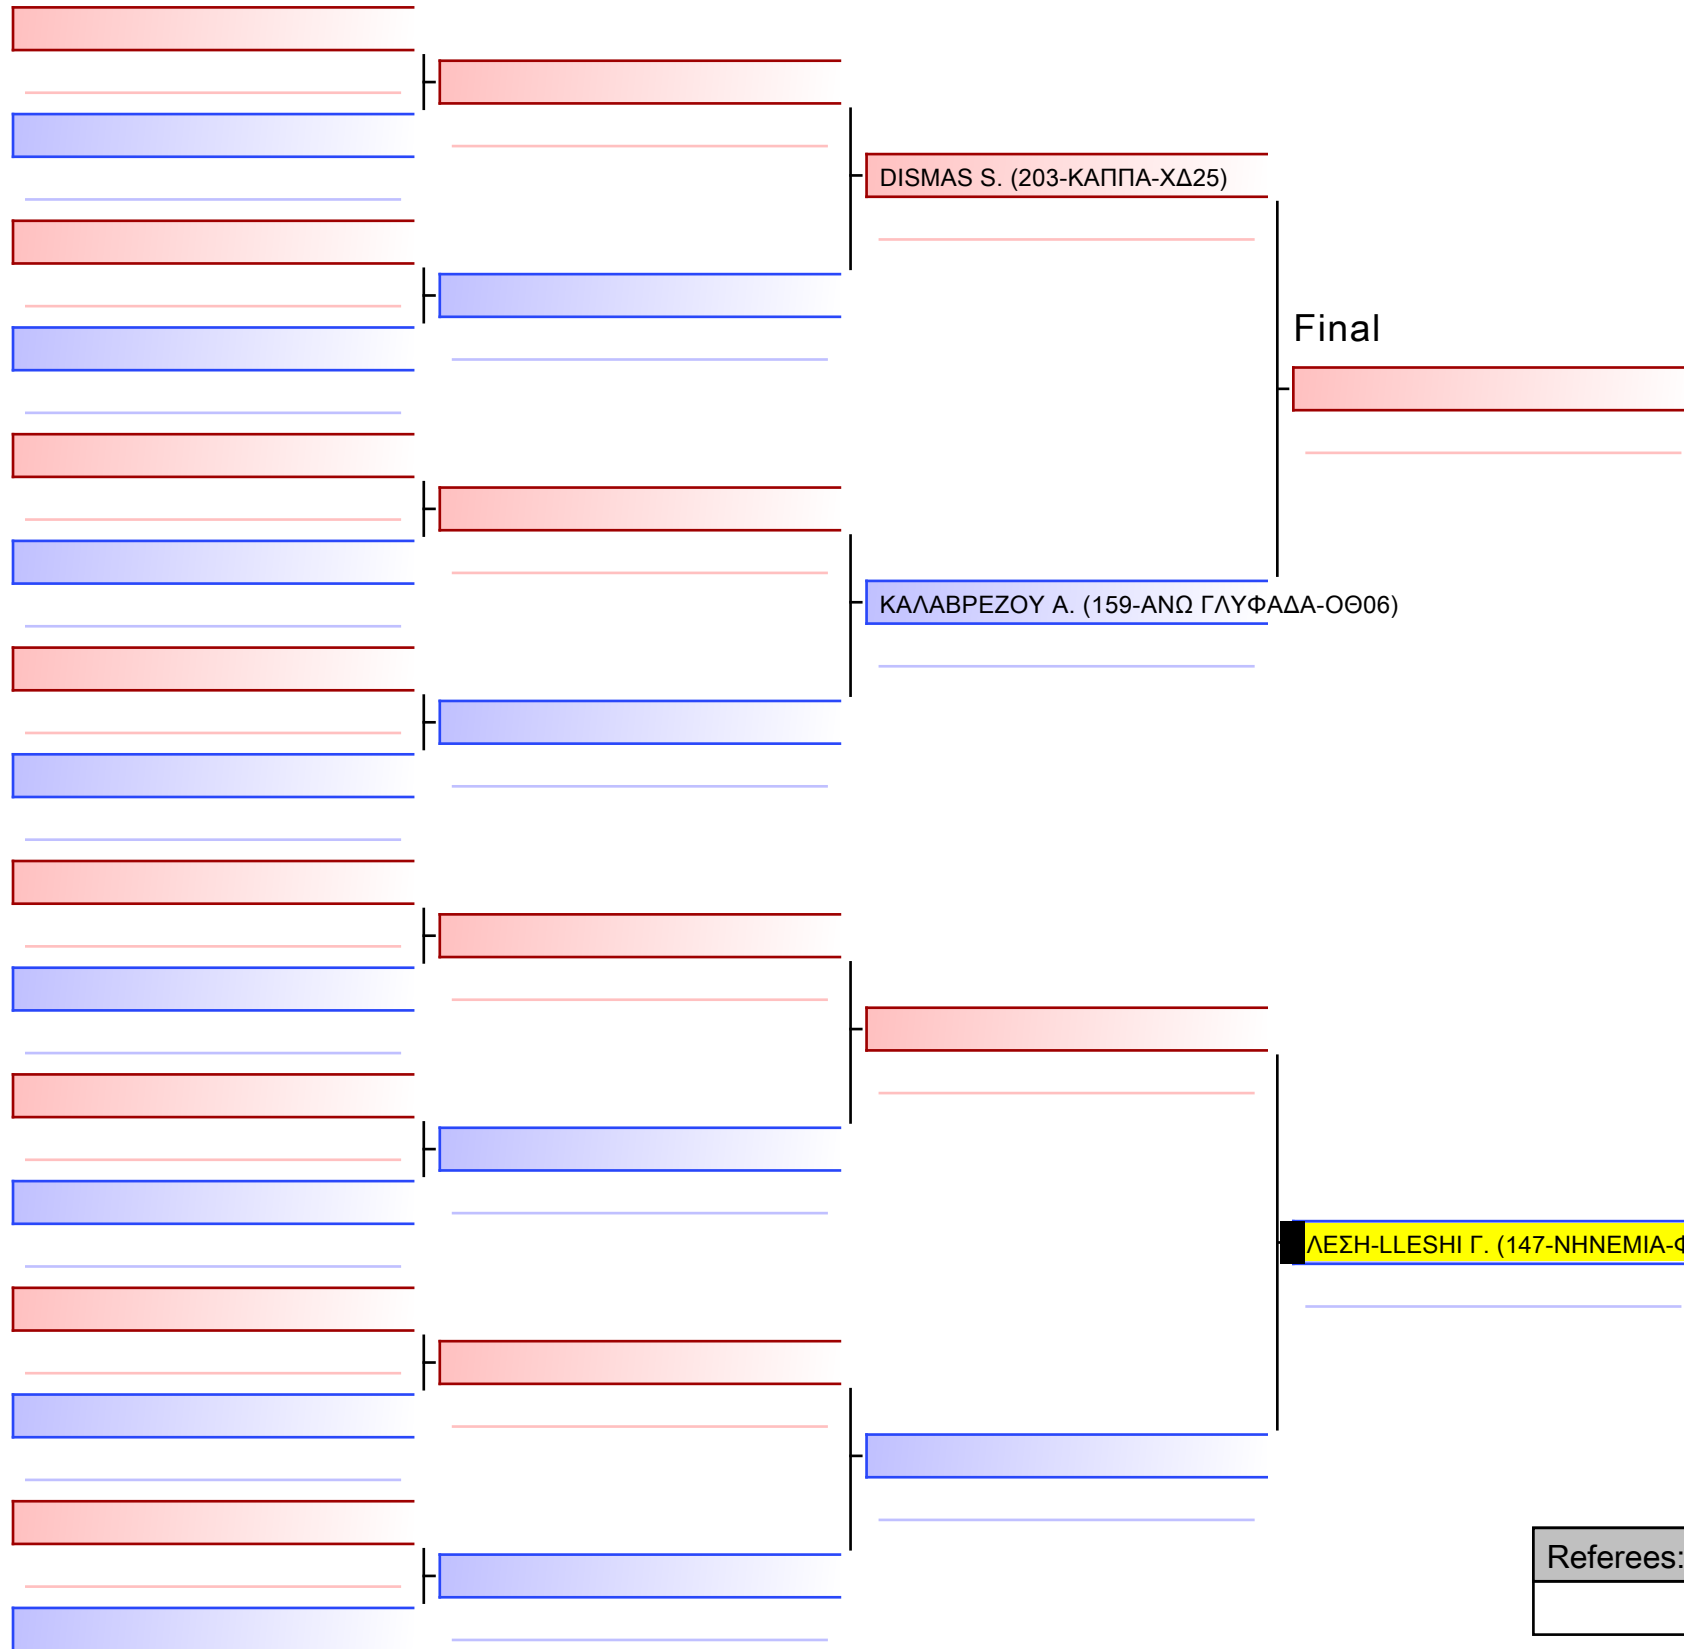 DISMAS S. (203-ΚΑΠΠΑ-ΧΔ25)
Final
ΚΑΛΑΒΡΕΖΟΥ Α. (159-ΑΝΩ ΓΛΥΦΑΔΑ-ΟΘ06)
ΛΕΣΗ-LLESHI Γ. (147-ΝΗΝΕΜΙΑ-Φ
Referees: